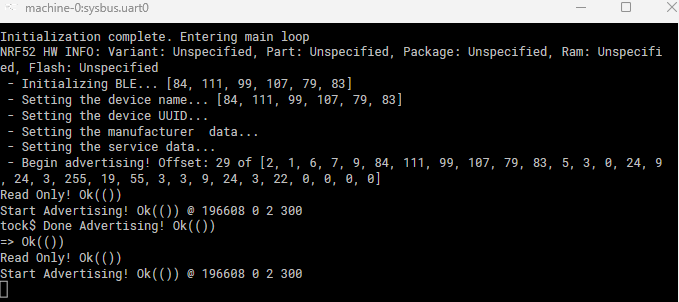 machine-0:sysbus.uart0
Initialization complete. Entering main loop
NRF52 HW INFO: Variant: Unspecified, Part: Unspecified, Package: Unspecified, Ram: Unspecifi
ed, Flash: Unspecified
 - Initializing BLE... [84, 111, 99, 107, 79, 83]
 - Setting the device name... [84, 111, 99, 107, 79, 83]
 - Setting the device UUID...
 - Setting the manufacturer  data...
 - Setting the service data...
 - Begin advertising! Offset: 29 of [2, 1, 6, 7, 9, 84, 111, 99, 107, 79, 83, 5, 3, 0, 24, 9
, 24, 3, 255, 19, 55, 3, 3, 9, 24, 3, 22, 0, 0, 0, 0]
Read Only! Ok(())
Start Advertising! Ok(()) @ 196608 0 2 300
tock$ Done Advertising! Ok(())
=> Ok(())
Read Only! Ok(())
Start Advertising! Ok(()) @ 196608 0 2 300